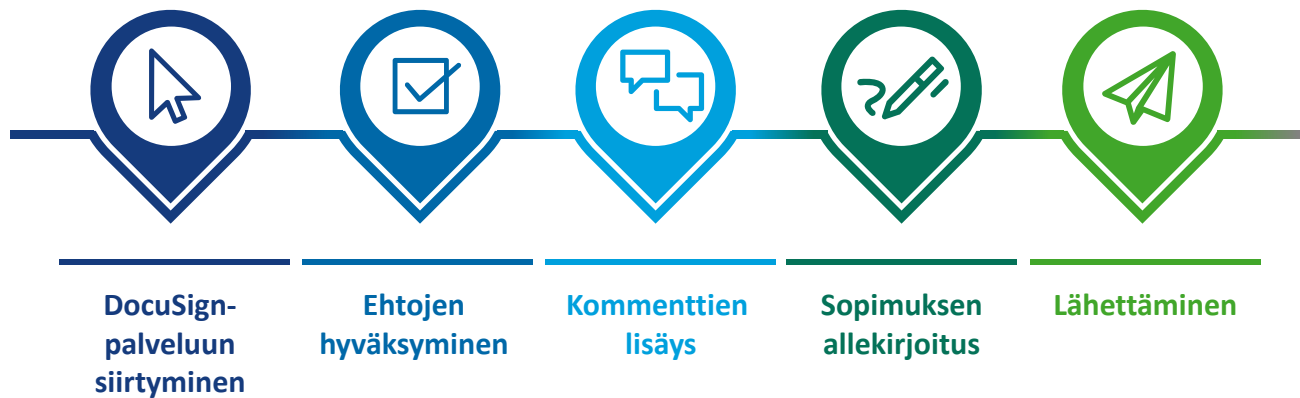 DocuSign-
palveluun
siirtyminen
Ehtojen
hyväksyminen
Kommenttien
lisäys
Sopimuksen
allekirjoitus
Lähettäminen